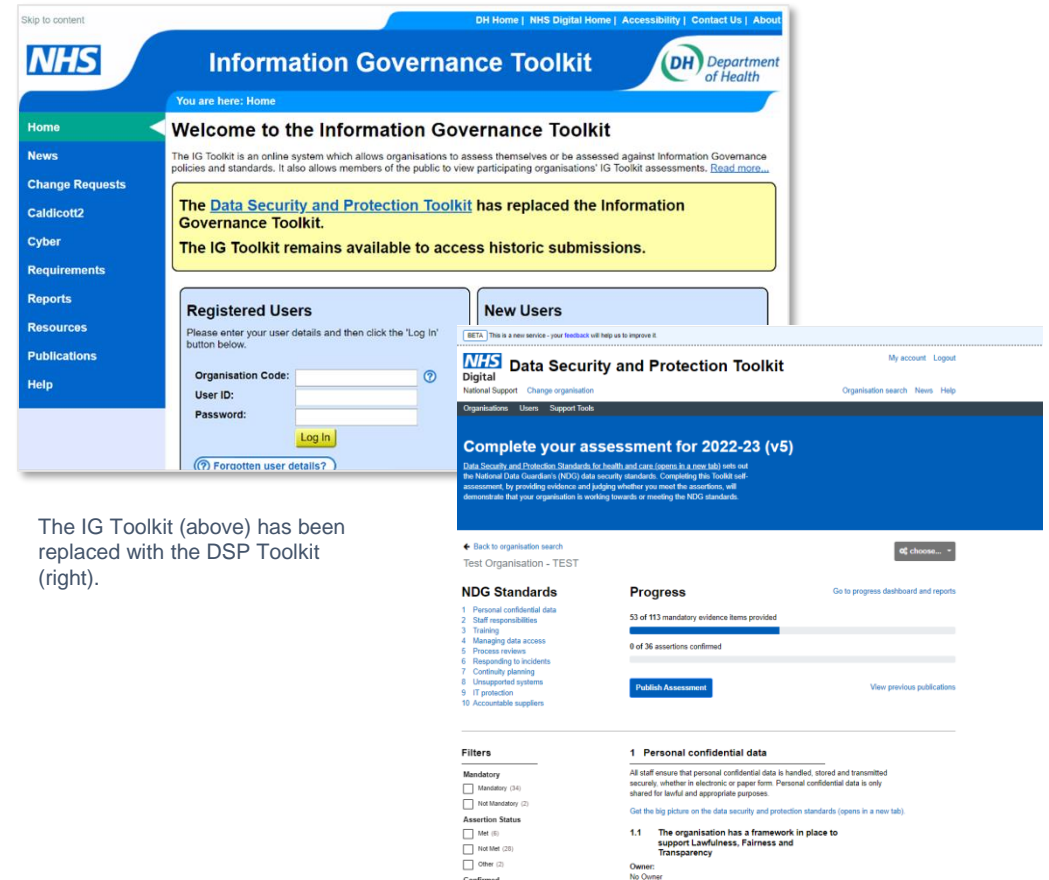 Skip to content
DH Home | NHS Digital Home | Accessibility | Contact Us | About
NHS
Information Governance Toolkit
DH Department
of Health
You are here: Home
Home
News
Change Requests
Caldicott2
Cyber
Requirements
Reports
Resources
Publications
Help
Welcome to the Information Governance Toolkit
The IG Toolkit is an online system which allows organisations to assess themselves or be assessed against Information Governance
policies and standards. It also allows members of the public to view participating organisations' IG Toolkit assessments. Read more...
The Data Security and Protection Toolkit has replaced the Information
Governance Toolkit.
The IG Toolkit remains available to access historic submissions.
Registered Users
Please enter your user details and then click the 'Log In'
button below.
Organisation Code:
?
User ID:
Password:
Log In
(?) Forgotten user details?
New Users
The IG Toolkit (above) has been
replaced with the DSP Toolkit
(right).
BETA This is a new service - your feedback will help us to improve it.
NHS
Digital
Data Security and Protection Toolkit
My account Logout
National Support Change organisation
Organisation search News Help
Organisations Users Support Tools
Complete your assessment for 2022-23 (v5)
Data Security and Protection Standards for health and care (opens in a new tab) sets out
the National Data Guardian's (NDG) data security standards. Completing this Toolkit self-
assessment, by providing evidence and judging whether you meet the assertions, will
demonstrate that your organisation is working towards or meeting the NDG standards.
Back to organisation search
choose...
Test Organisation - TEST
NDG Standards
1 Personal confidential data
2 Staff responsibilities
3 Training
4 Managing data access
5 Process reviews
6 Responding to incidents
7 Continuity planning
8 Unsupported systems
9 IT protection
10 Accountable suppliers
Progress
Go to progress dashboard and reports
53 of 113 mandatory evidence items provided
0 of 36 assertions confirmed
Publish Assessment
View previous publications
Filters
Mandatory
Mandatory (34)
Not Mandatory (2)
Assertion Status
Met (6)
Not Met (28)
Other (2)
Confirmed
1 Personal confidential data
All staff ensure that personal confidential data is handled, stored and transmitted
securely, whether in electronic or paper form. Personal confidential data is only
shared for lawful and appropriate purposes.
Get the big picture on the data security and protection standards (opens in a new tab).
1.1 The organisation has a framework in place to
support Lawfulness, Fairness and
Transparency
Owner:
No Owner